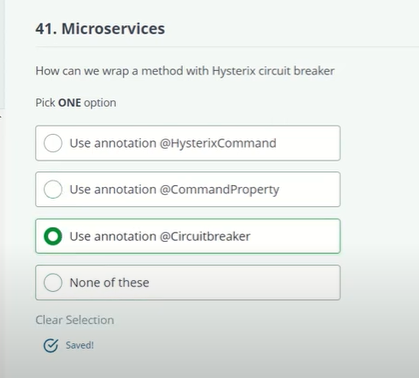 41. Microservices
How can we wrap a method with Hysterix circuit breaker
Pick ONE option
Use annotation @HysterixCommand
Use annotation @CommandProperty
Use annotation @Circuitbreaker
None of these
Clear Selection
Saved!